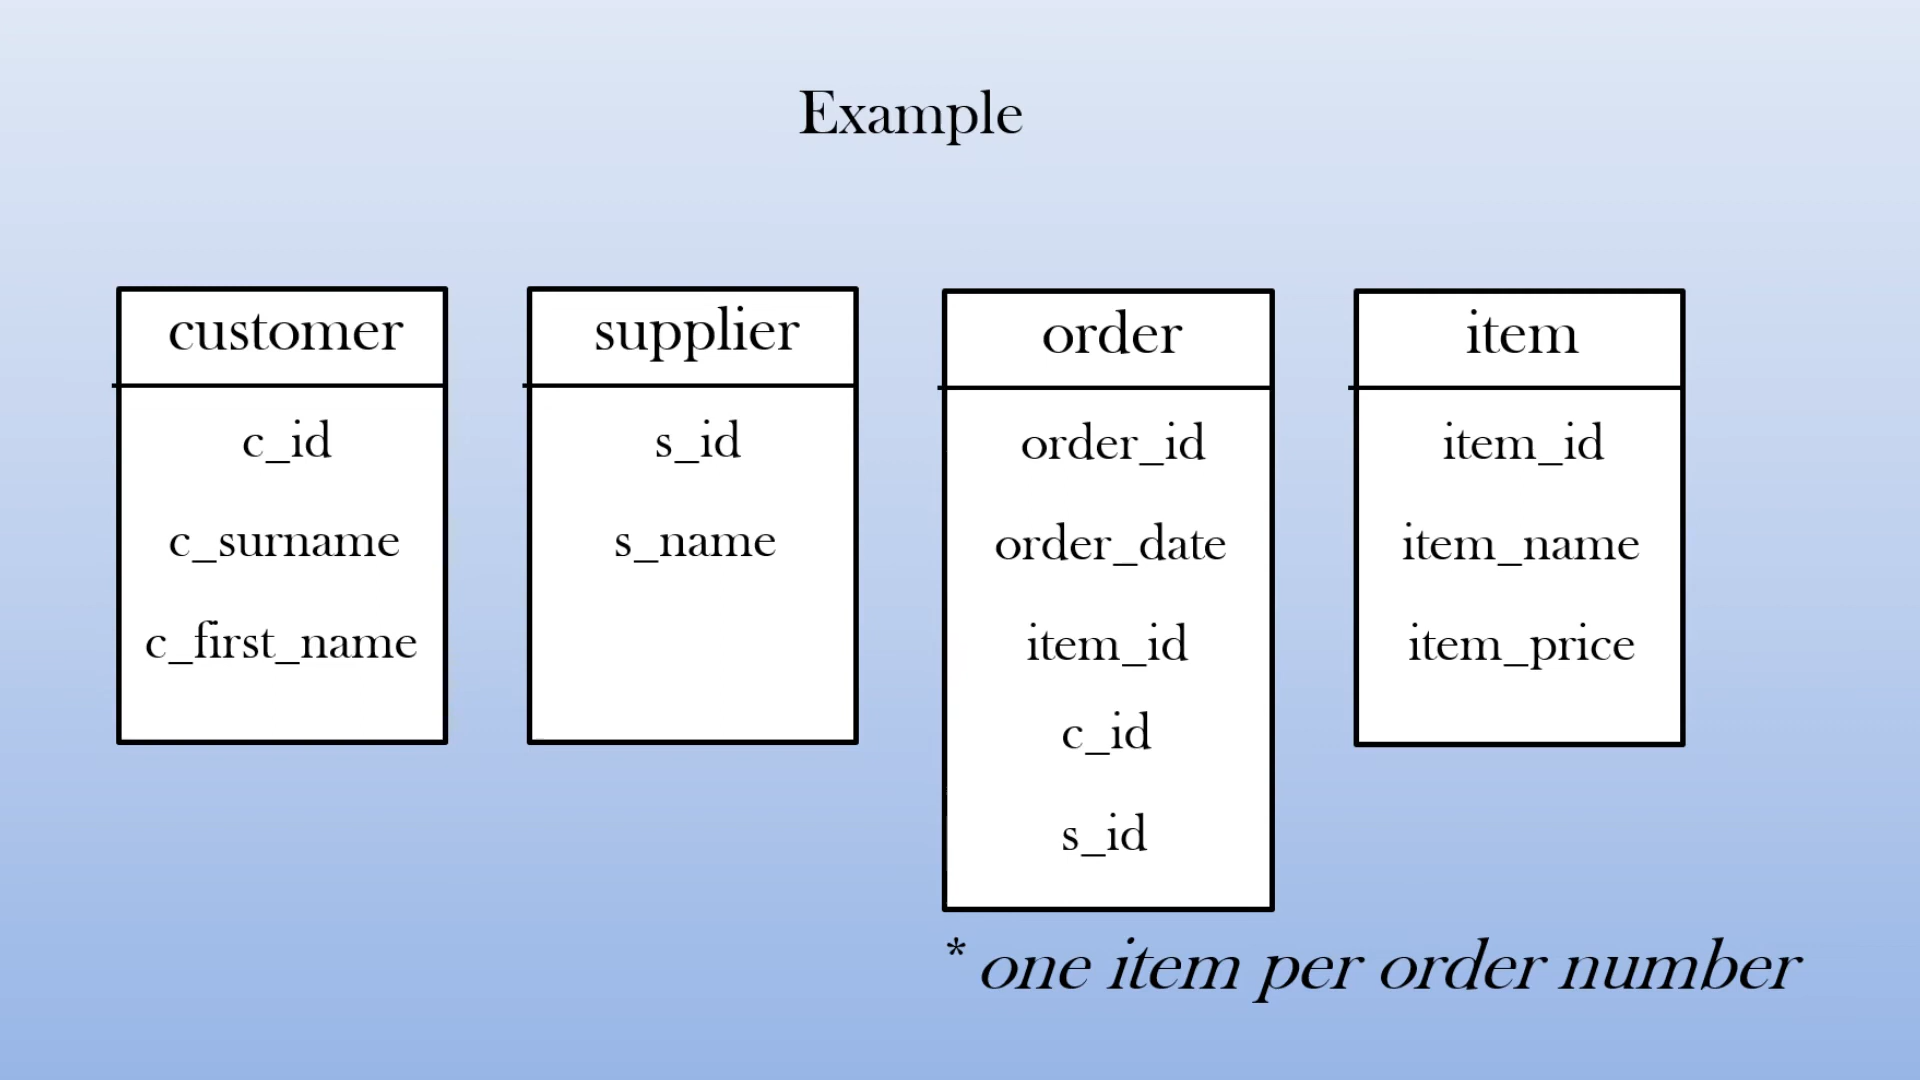 Example
customer
c_id
c_surname
c_first_name
supplier
s_id
s_name
order
order_id
order_date
item_id
c_id
s_id
item
item_id
item_name
item_price
* one item per order number